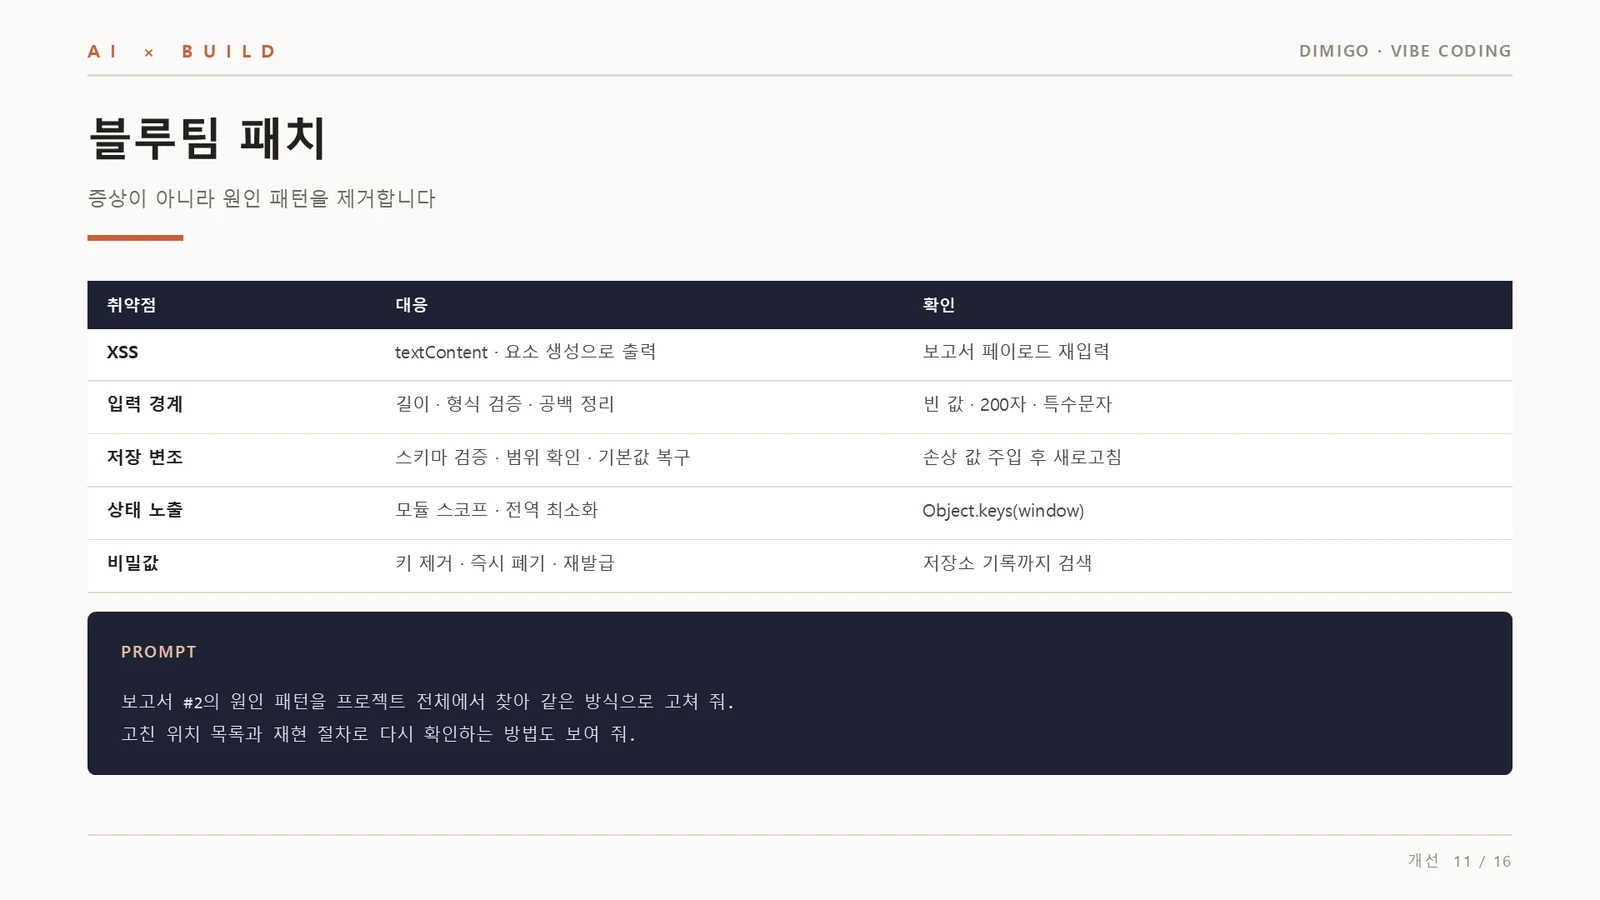 AI × BUILD
DIMIGO · VIBE CODING
블루팀 패치
증상이 아니라 원인 패턴을 제거합니다
취약점 대응 확인
XSS textContent · 요소 생성으로 출력 보고서 페이로드 재입력
입력 경계 길이 · 형식 검증 · 공백 정리 빈 값 · 200자 · 특수문자
저장 변조 스키마 검증 · 범위 확인 · 기본값 복구 손상 값 주입 후 새로고침
상태 노출 모듈 스코프 · 전역 최소화 Object.keys(window)
비밀값 키 제거 · 즉시 폐기 · 재발급 저장소 기록까지 검색
PROMPT
보고서 #2의 원인 패턴을 프로젝트 전체에서 찾아 같은 방식으로 고쳐 줘.
고친 위치 목록과 재현 절차로 다시 확인하는 방법도 보여 줘.
개선 11 / 16